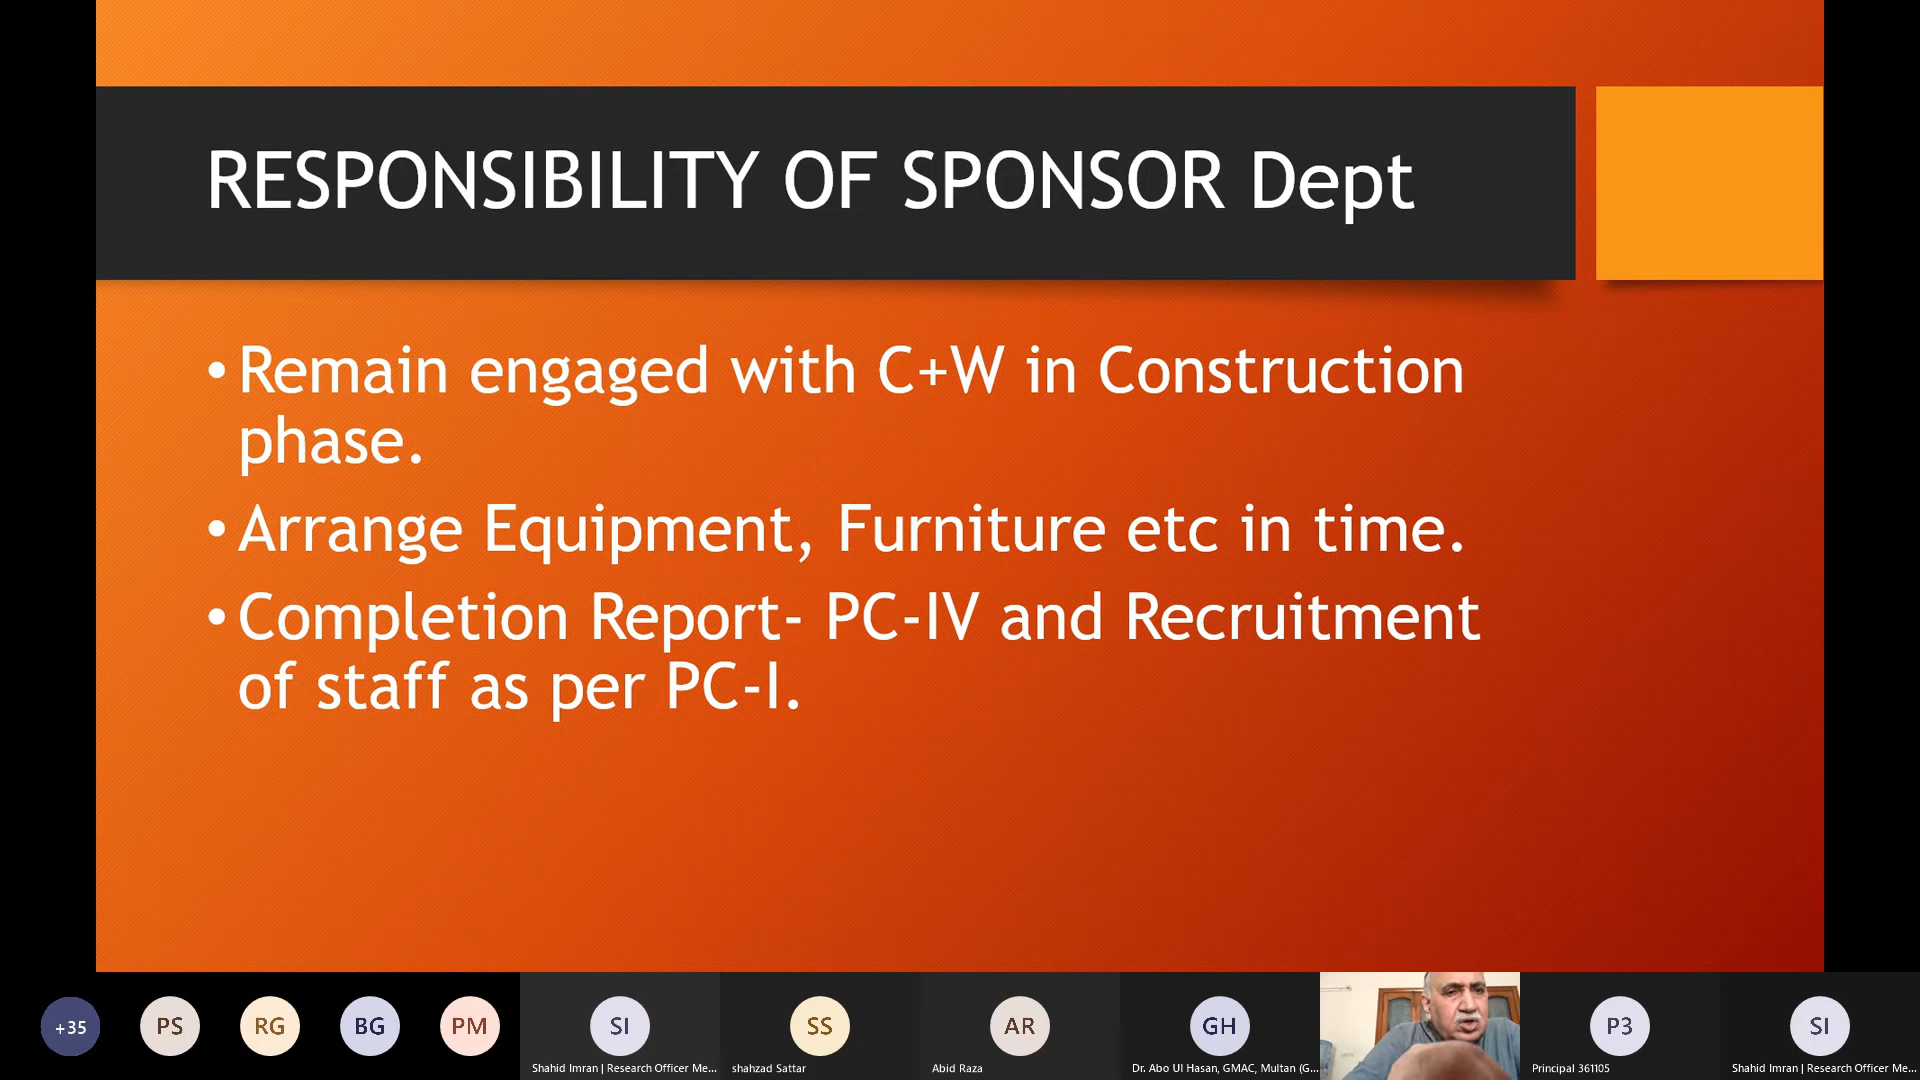 RESPONSIBILITY OF SPONSOR Dept
• Remain engaged with C+W in Construction
phase.
• Arrange Equipment, Furniture etc in time.
• Completion Report- PC-IV and Recruitment
of staff as per PC-I.
+35
PS
RG
BG
PM
SI
SS
AR
GH
P3
SI
Shahid Imran | Research Officer Me...
shahzad Sattar
Abid Raza
Dr. Abo Ul Hasan, GMAC, Multan (G...
Principal 361105
Shahid Imran | Research Officer Me...